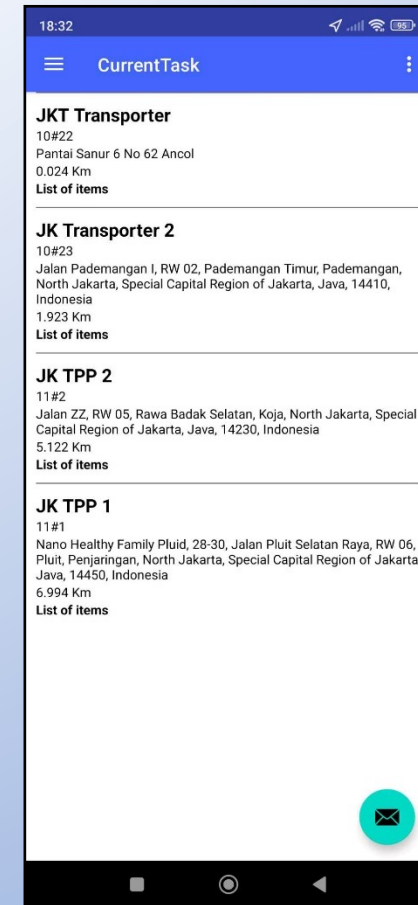 18:32
95
CurrentTask
JKT Transporter
10#22
Pantai Sanur 6 No 62 Ancol
0.024 Km
List of items
JK Transporter 2
10#23
Jalan Pademangan I, RW 02, Pademangan Timur, Pademangan,
North Jakarta, Special Capital Region of Jakarta, Java, 14410,
Indonesia
1.923 Km
List of items
JK TPP 2
11#2
Jalan ZZ, RW 05, Rawa Badak Selatan, Koja, North Jakarta, Special
Capital Region of Jakarta, Java, 14230, Indonesia
5.122 Km
List of items
JK TPP 1
11#1
Nano Healthy Family Pluid, 28-30, Jalan Pluit Selatan Raya, RW 06,
Pluit, Penjaringan, North Jakarta, Special Capital Region of Jakarta
Java, 14450, Indonesia
6.994 Km
List of items